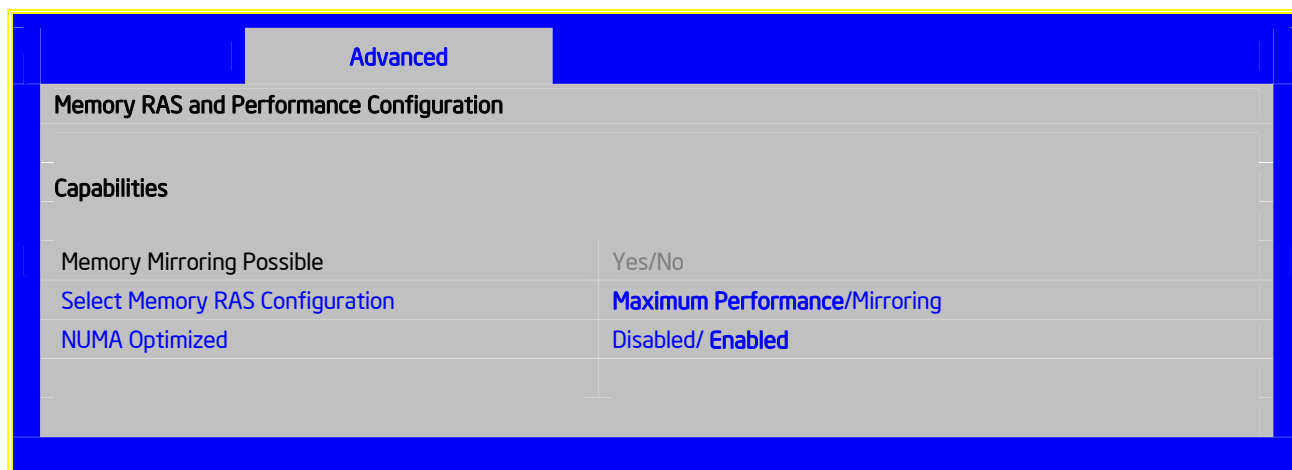 Advanced
Memory RAS and Performance Configuration
Capabilities
Memory Mirroring Possible Yes/No
Select Memory RAS Configuration Maximum Performance/Mirroring
NUMA Optimized Disabled/ Enabled